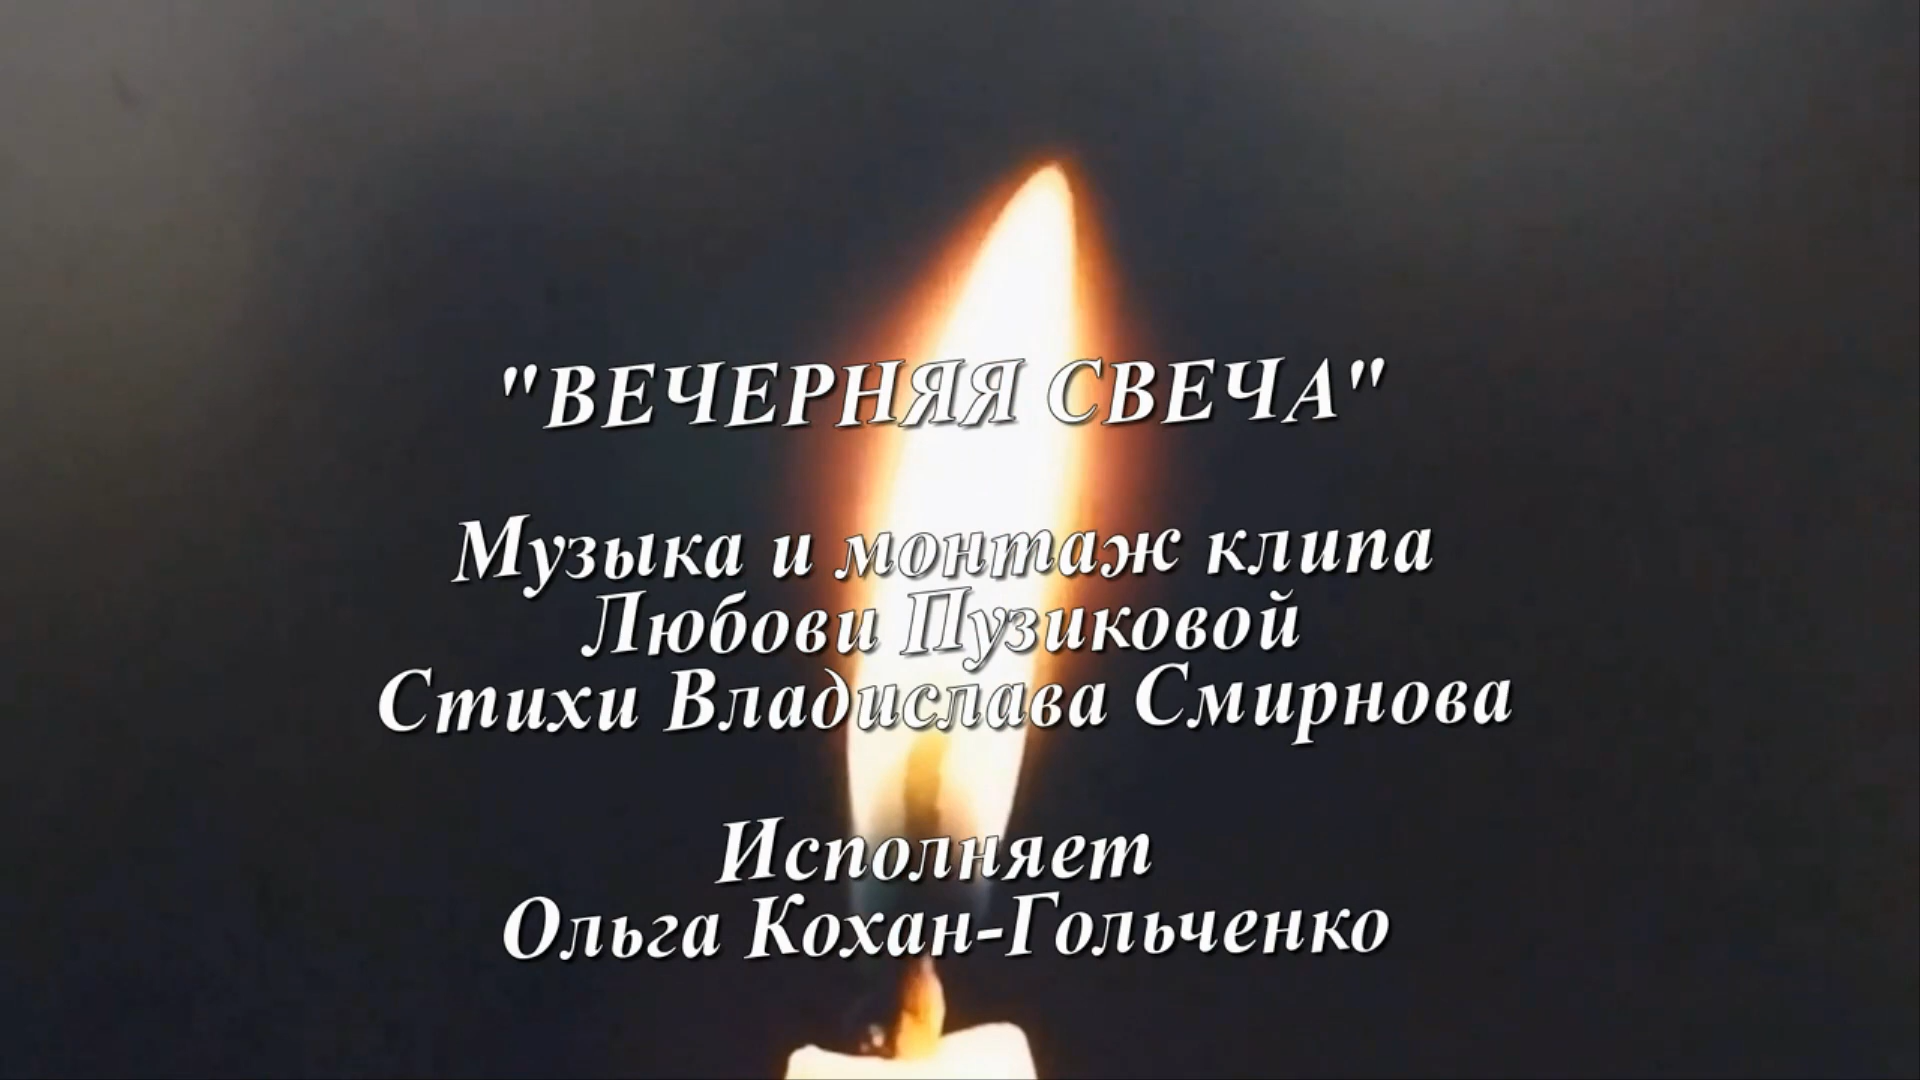 "ВЕЧЕРНЯЯ СВЕЧА"
Музыка и монтаж клипа
Любови Пузиковой
Стихи Владислава Смирнова
Исполняет
Ольга Кохан-Гольченко